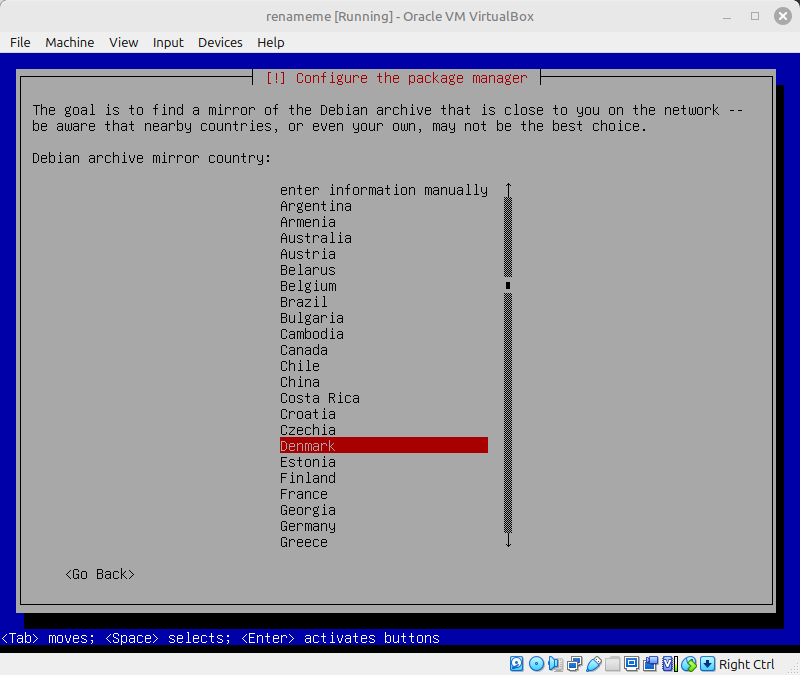 renameme [Running] - Oracle VM VirtualBox
File Machine View Input Devices Help
[!] Configure the package manager
The goal is to find a mirror of the Debian archive that is close to you on the network --
be aware that nearby countries, or even your own, may not be the best choice.
Debian archive mirror country:
enter information manually
Argentina
Armenia
Australia
Austria
Belarus
Belgium
Brazil
Bulgaria
Cambodia
Canada
Chile
China
Costa Rica
Croatia
Czechia
Denmark
Estonia
Finland
France
Georgia
Germany
Greece
<Go Back>
<Tab> moves; <Space> selects; <Enter> activates buttons
Right Ctrl